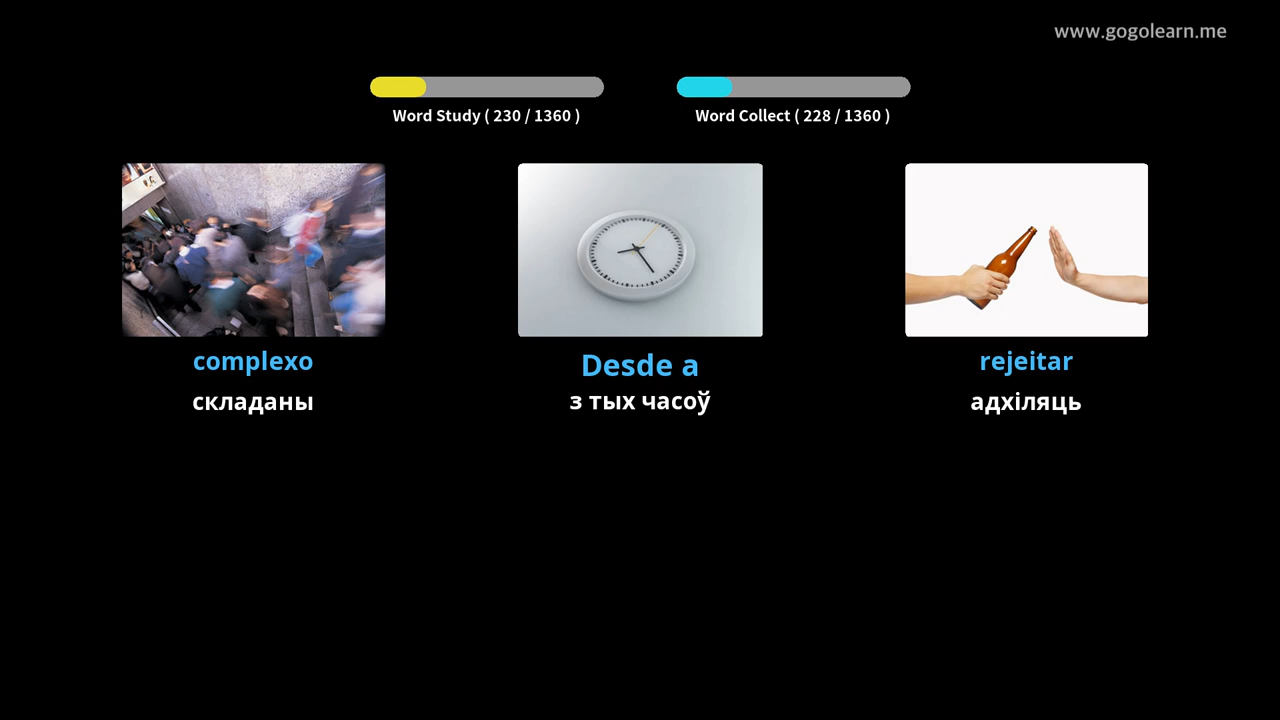 www.gogolearn.me
Word Study ( 230 / 1360 )
Word Collect ( 228 / 1360 )
complexo
Desde a
rejeitar
складаны
з тых часоў
адхіляць